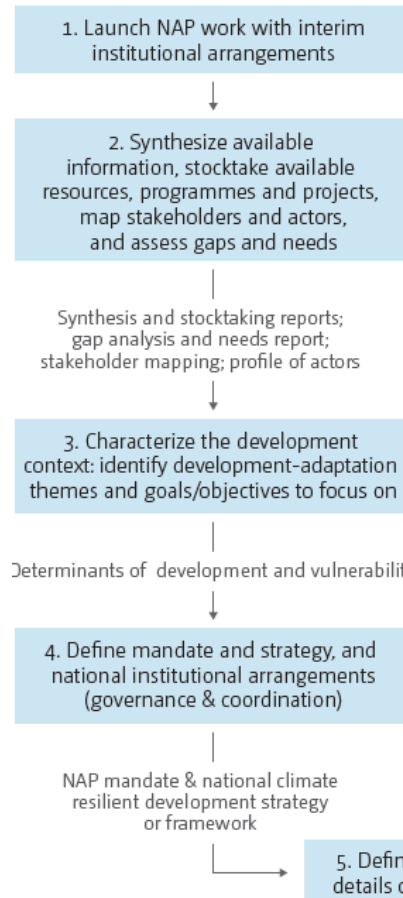 1. Launch NAP work with interim
institutional arrangements
2. Synthesize available
information, stocktake available
resources, programmes and projects,
map stakeholders and actors,
and assess gaps and needs
Synthesis and stocktaking reports;
gap analysis and needs report;
stakeholder mapping; profile of actors
3. Characterize the development
context: identify development-adaptation
themes and goals/objectives to focus on
Determinants of development and vulnerabilit
4. Define mandate and strategy, and
national institutional arrangements
(governance & coordination)
NAP mandate & national climate
resilient development strategy
or framework
5. Defin
details o